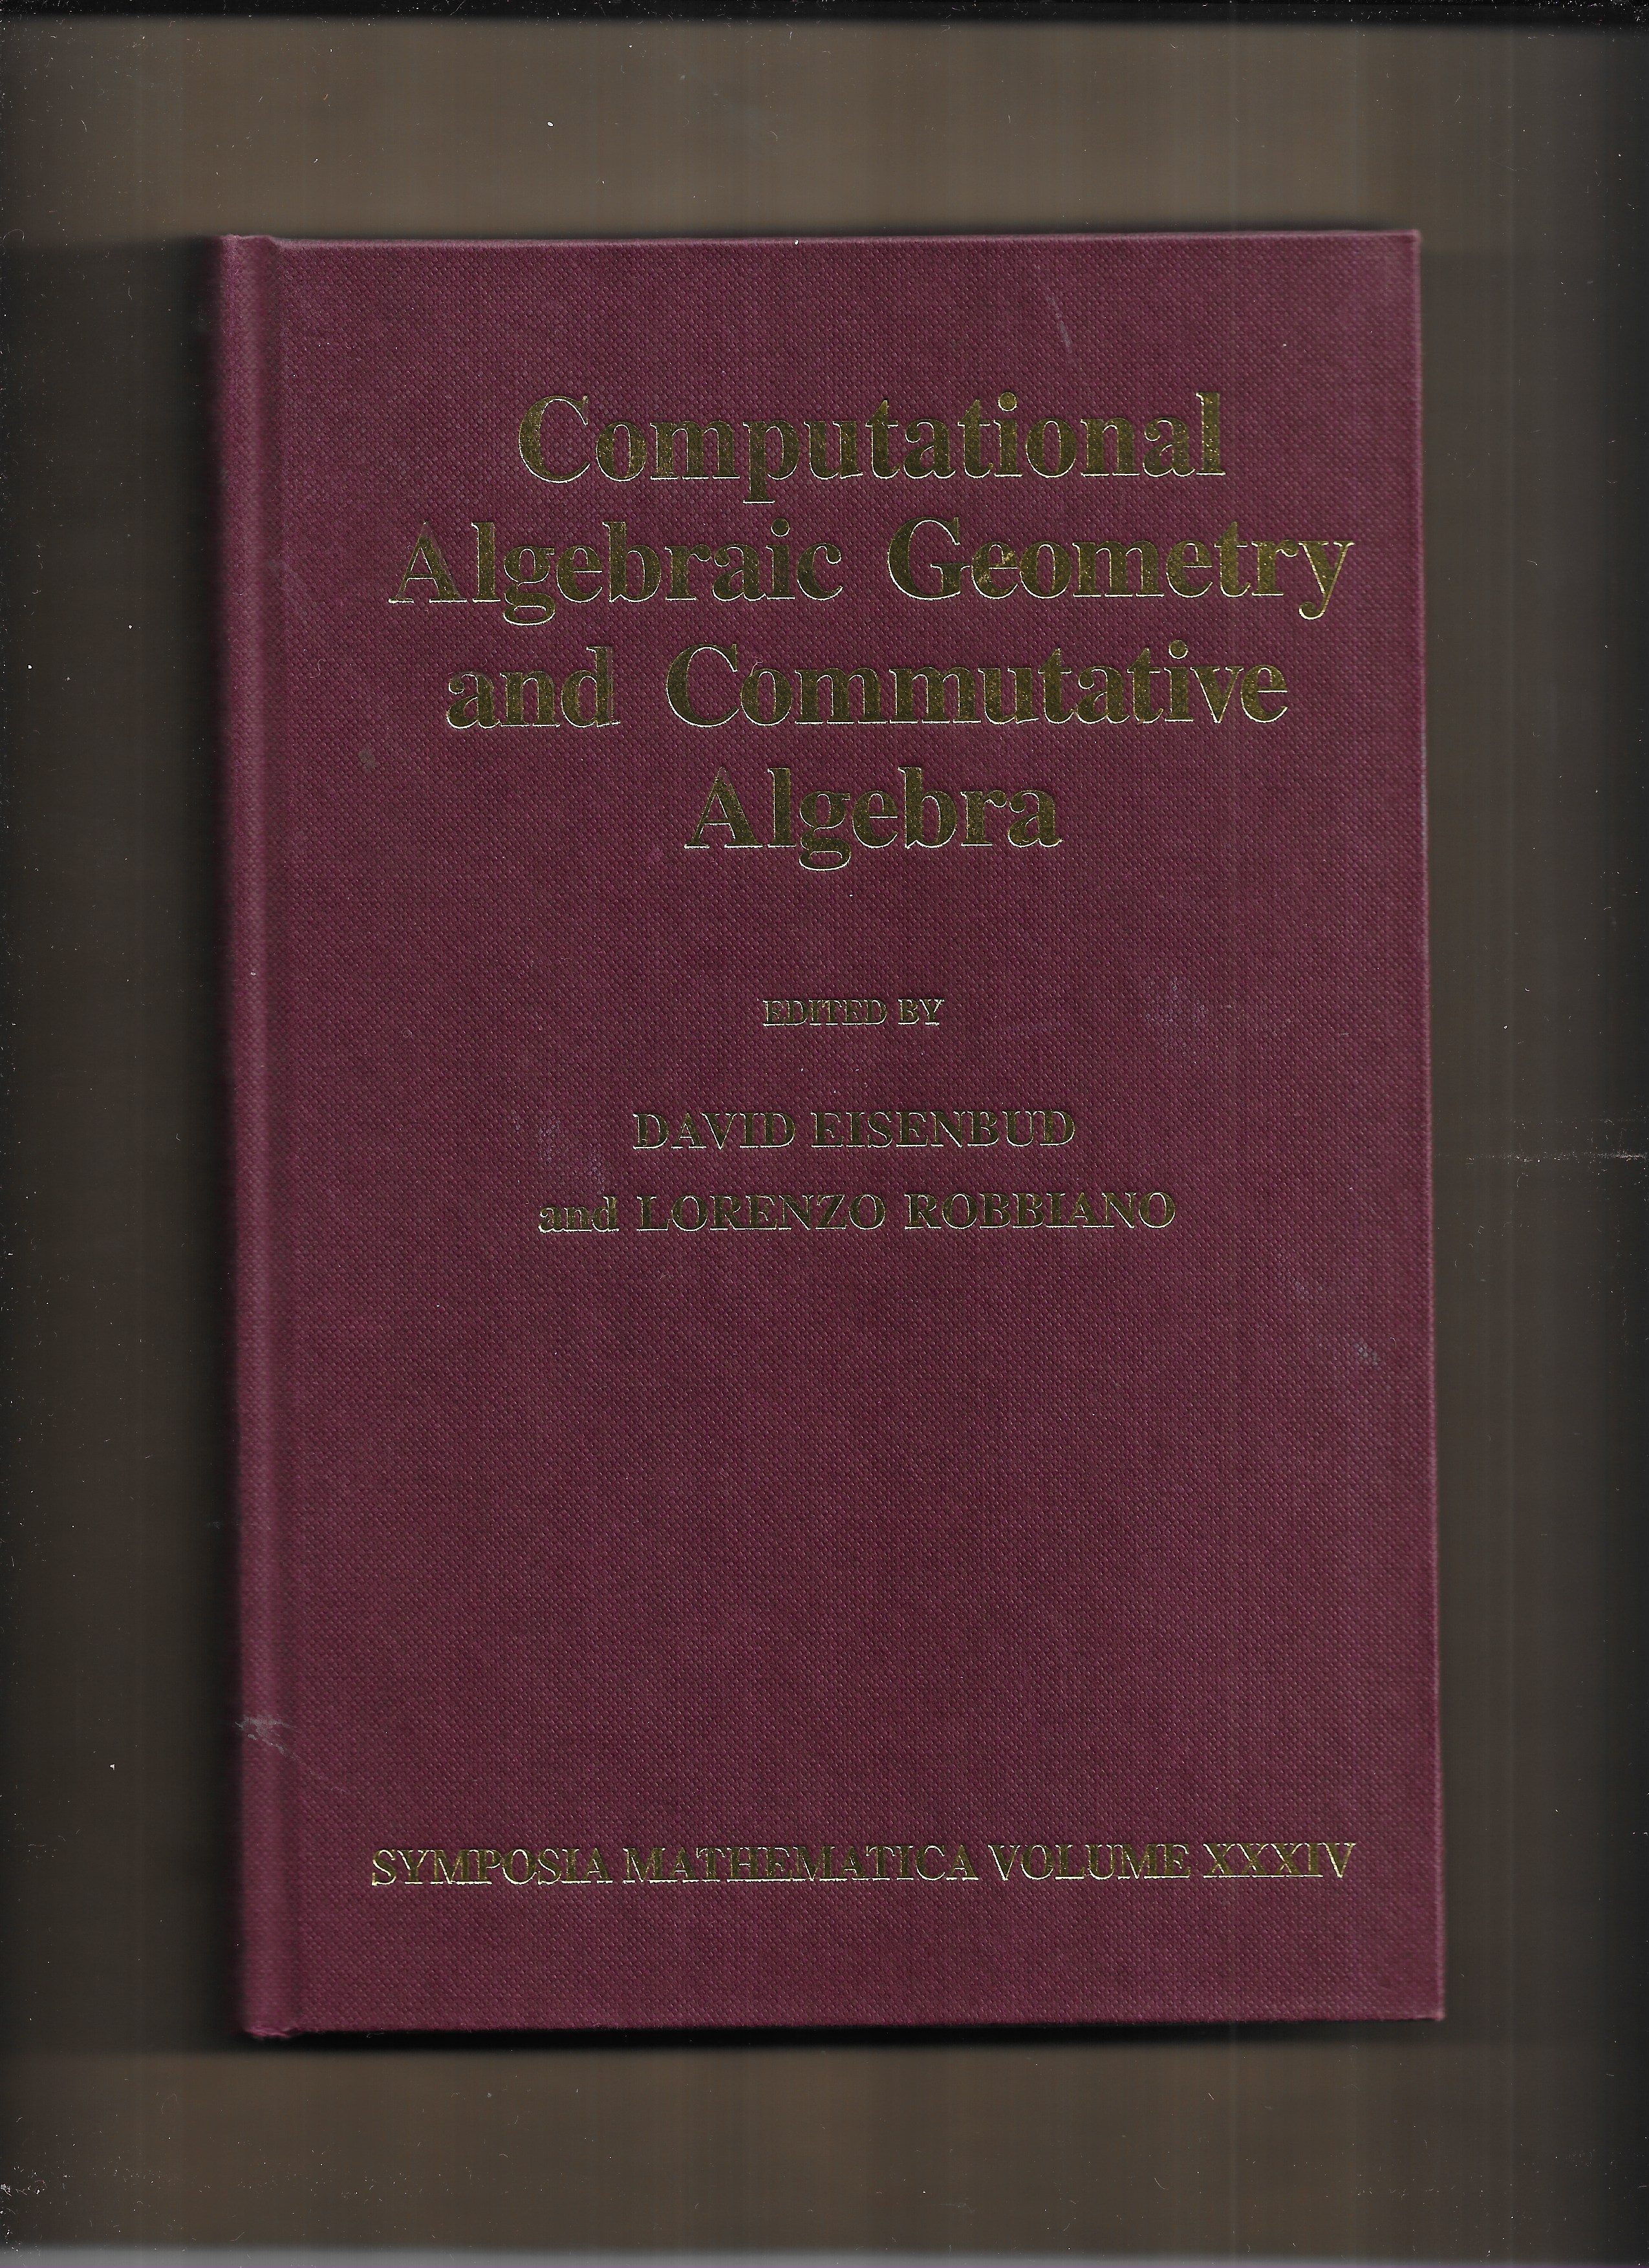 Computational
Algebraic Geometry
and Commutative
Algebra
EDITED BY
DAVID EISENBUD
and LORENZO ROBBIANO
SYMPOSIA MATHEMATICA VOLUME XXXIV